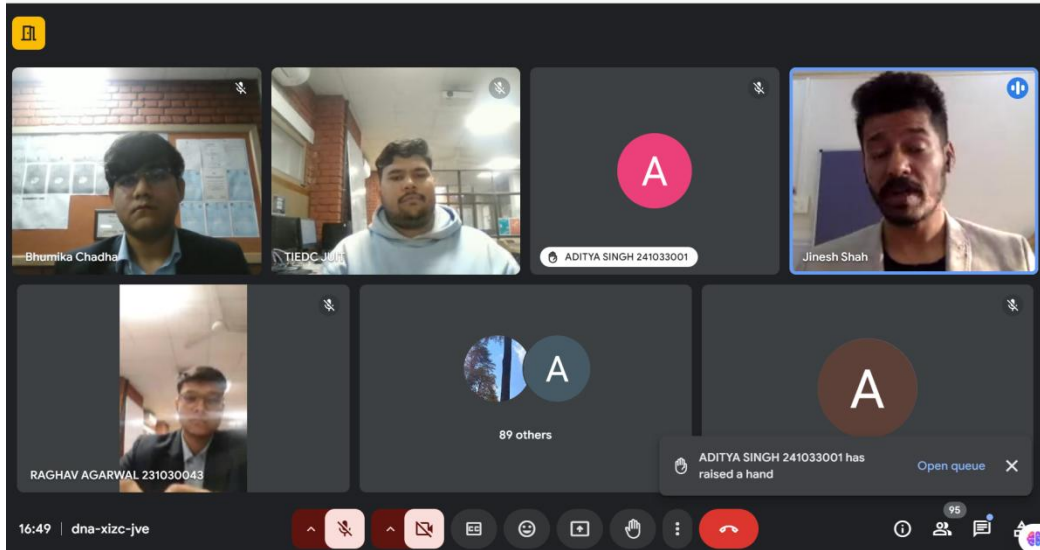 A
Bhumika Chadha
TIEDC JUIT
ADITYA SINGH 241033001
Jinesh Shah
A
A
89 others
RAGHAV AGARWAL 231030043
ADITYA SINGH 241033001 has
raised a hand
Open queue
95
16:49 | dna-xizc-jve
CC